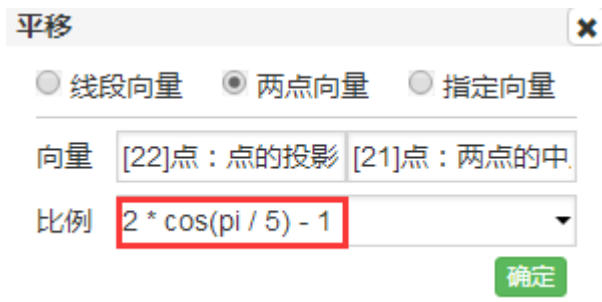 平移
线段向量 两点向量 指定向量
向量 [22]点：点的投影 [21]点：两点的中
比例 2 * cos(pi / 5) - 1
确定